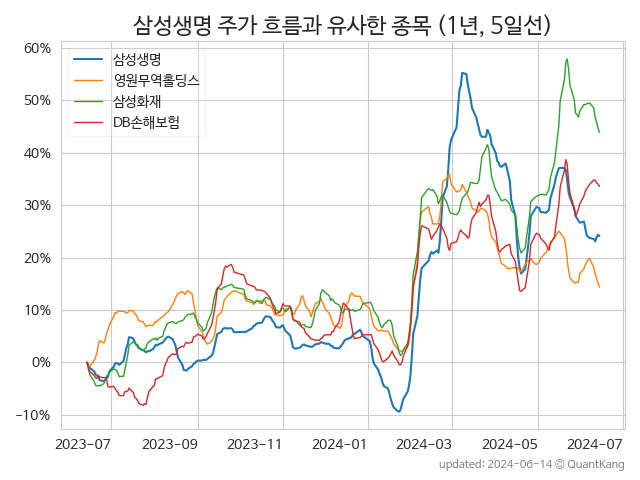 삼성생명 주가 흐름과 유사한 종목 (1년, 5일선)
60%
50%
40%
30%
20%
10%
0%
−10%
삼성생명
영원무역홀딩스
삼성화재
DB손해보험
2023-07 2023-09 2023-11 2024-01 2024-03 2024-05 2024-07
updated: 2024-06-14 © QuantKang